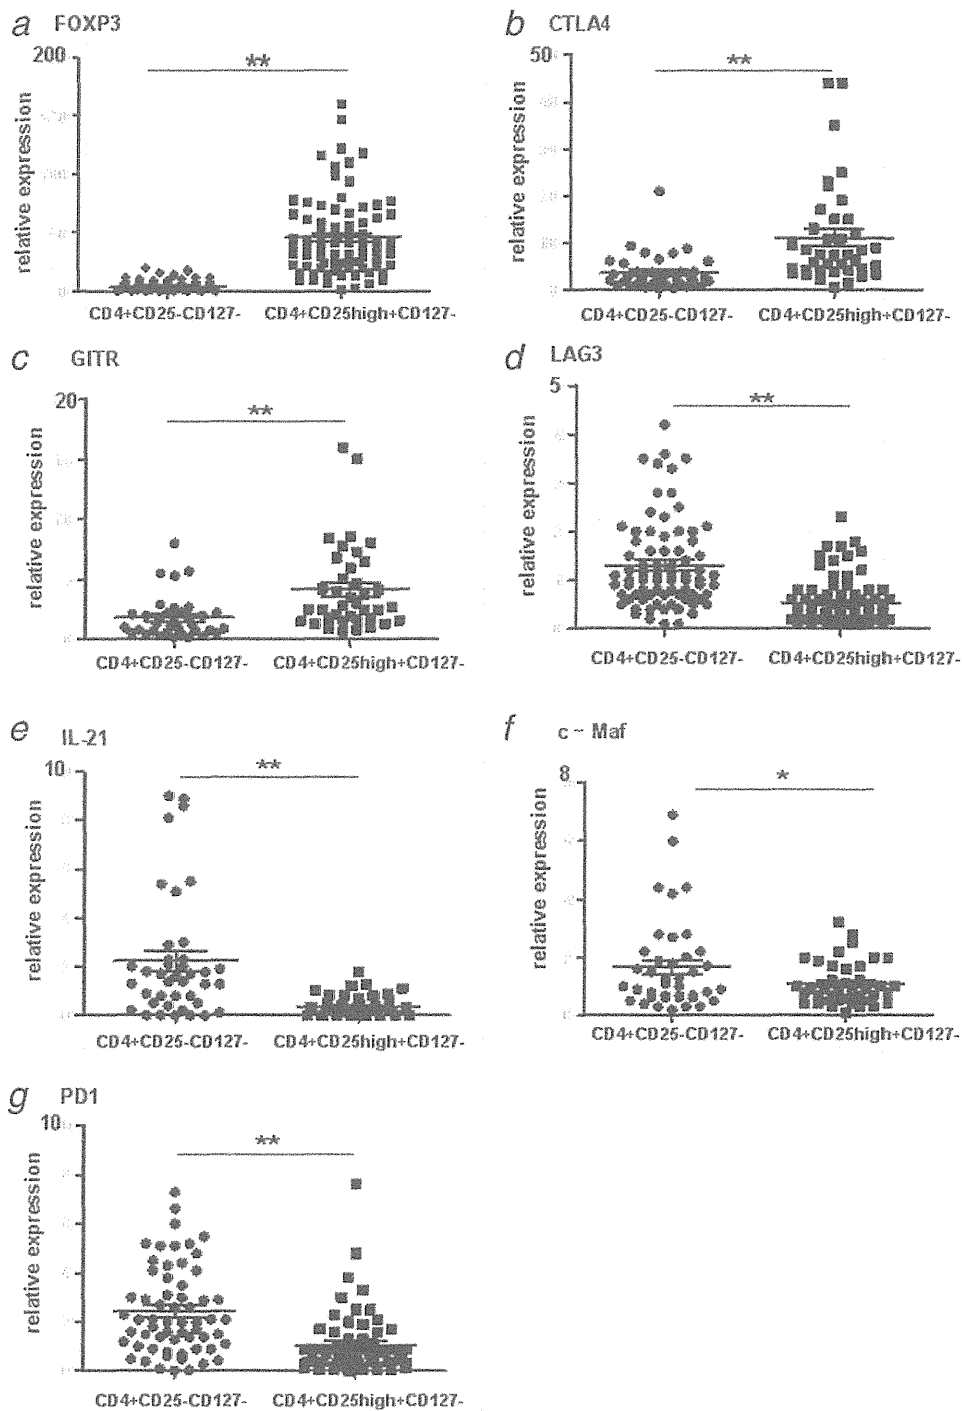 a FOXP3
200
**
relative expression
CD4+CD25-CD127- CD4+CD25high+CD127-
b CTLA4
50
**
relative expression
CD4+CD25-CD127- CD4+CD25high+CD127-
c GITR
20
**
relative expression
CD4+CD25-CD127- CD4+CD25high+CD127-
d LAG3
5
**
relative expression
CD4+CD25-CD127- CD4+CD25high+CD127-
e IL-21
10
**
relative expression
CD4+CD25-CD127- CD4+CD25high+CD127-
f c - Maf
8
*
relative expression
CD4+CD25-CD127- CD4+CD25high+CD127-
g PD1
10
**
relative expression
CD4+CD25-CD127- CD4+CD25high+CD127-